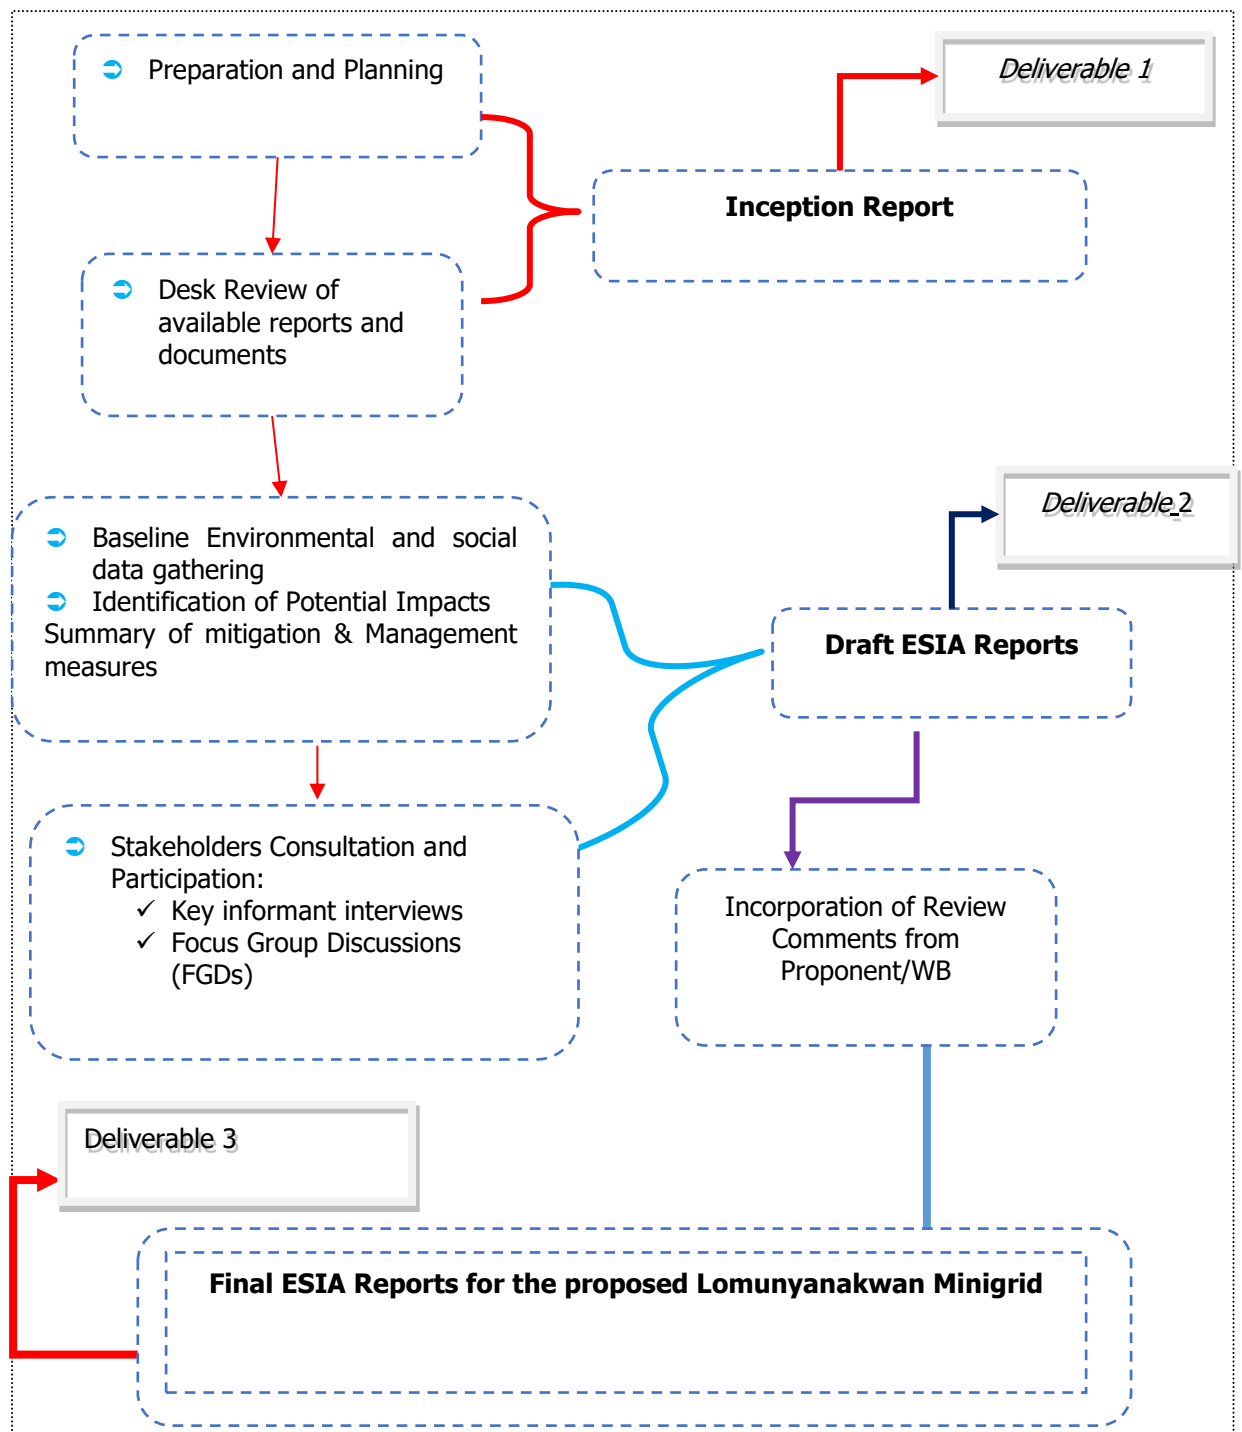 Preparation and Planning
Deliverable 1
Inception Report
Desk Review of
available reports and
documents
Baseline Environmental and social
data gathering
Identification of Potential Impacts
Summary of mitigation & Management
measures
Deliverable 2
Draft ESIA Reports
Stakeholders Consultation and
Participation:
✓ Key informant interviews
✓ Focus Group Discussions
(FGDs)
Incorporation of Review
Comments from
Proponent/WB
Deliverable 3
Final ESIA Reports for the proposed Lomunyanakwan Minigrid